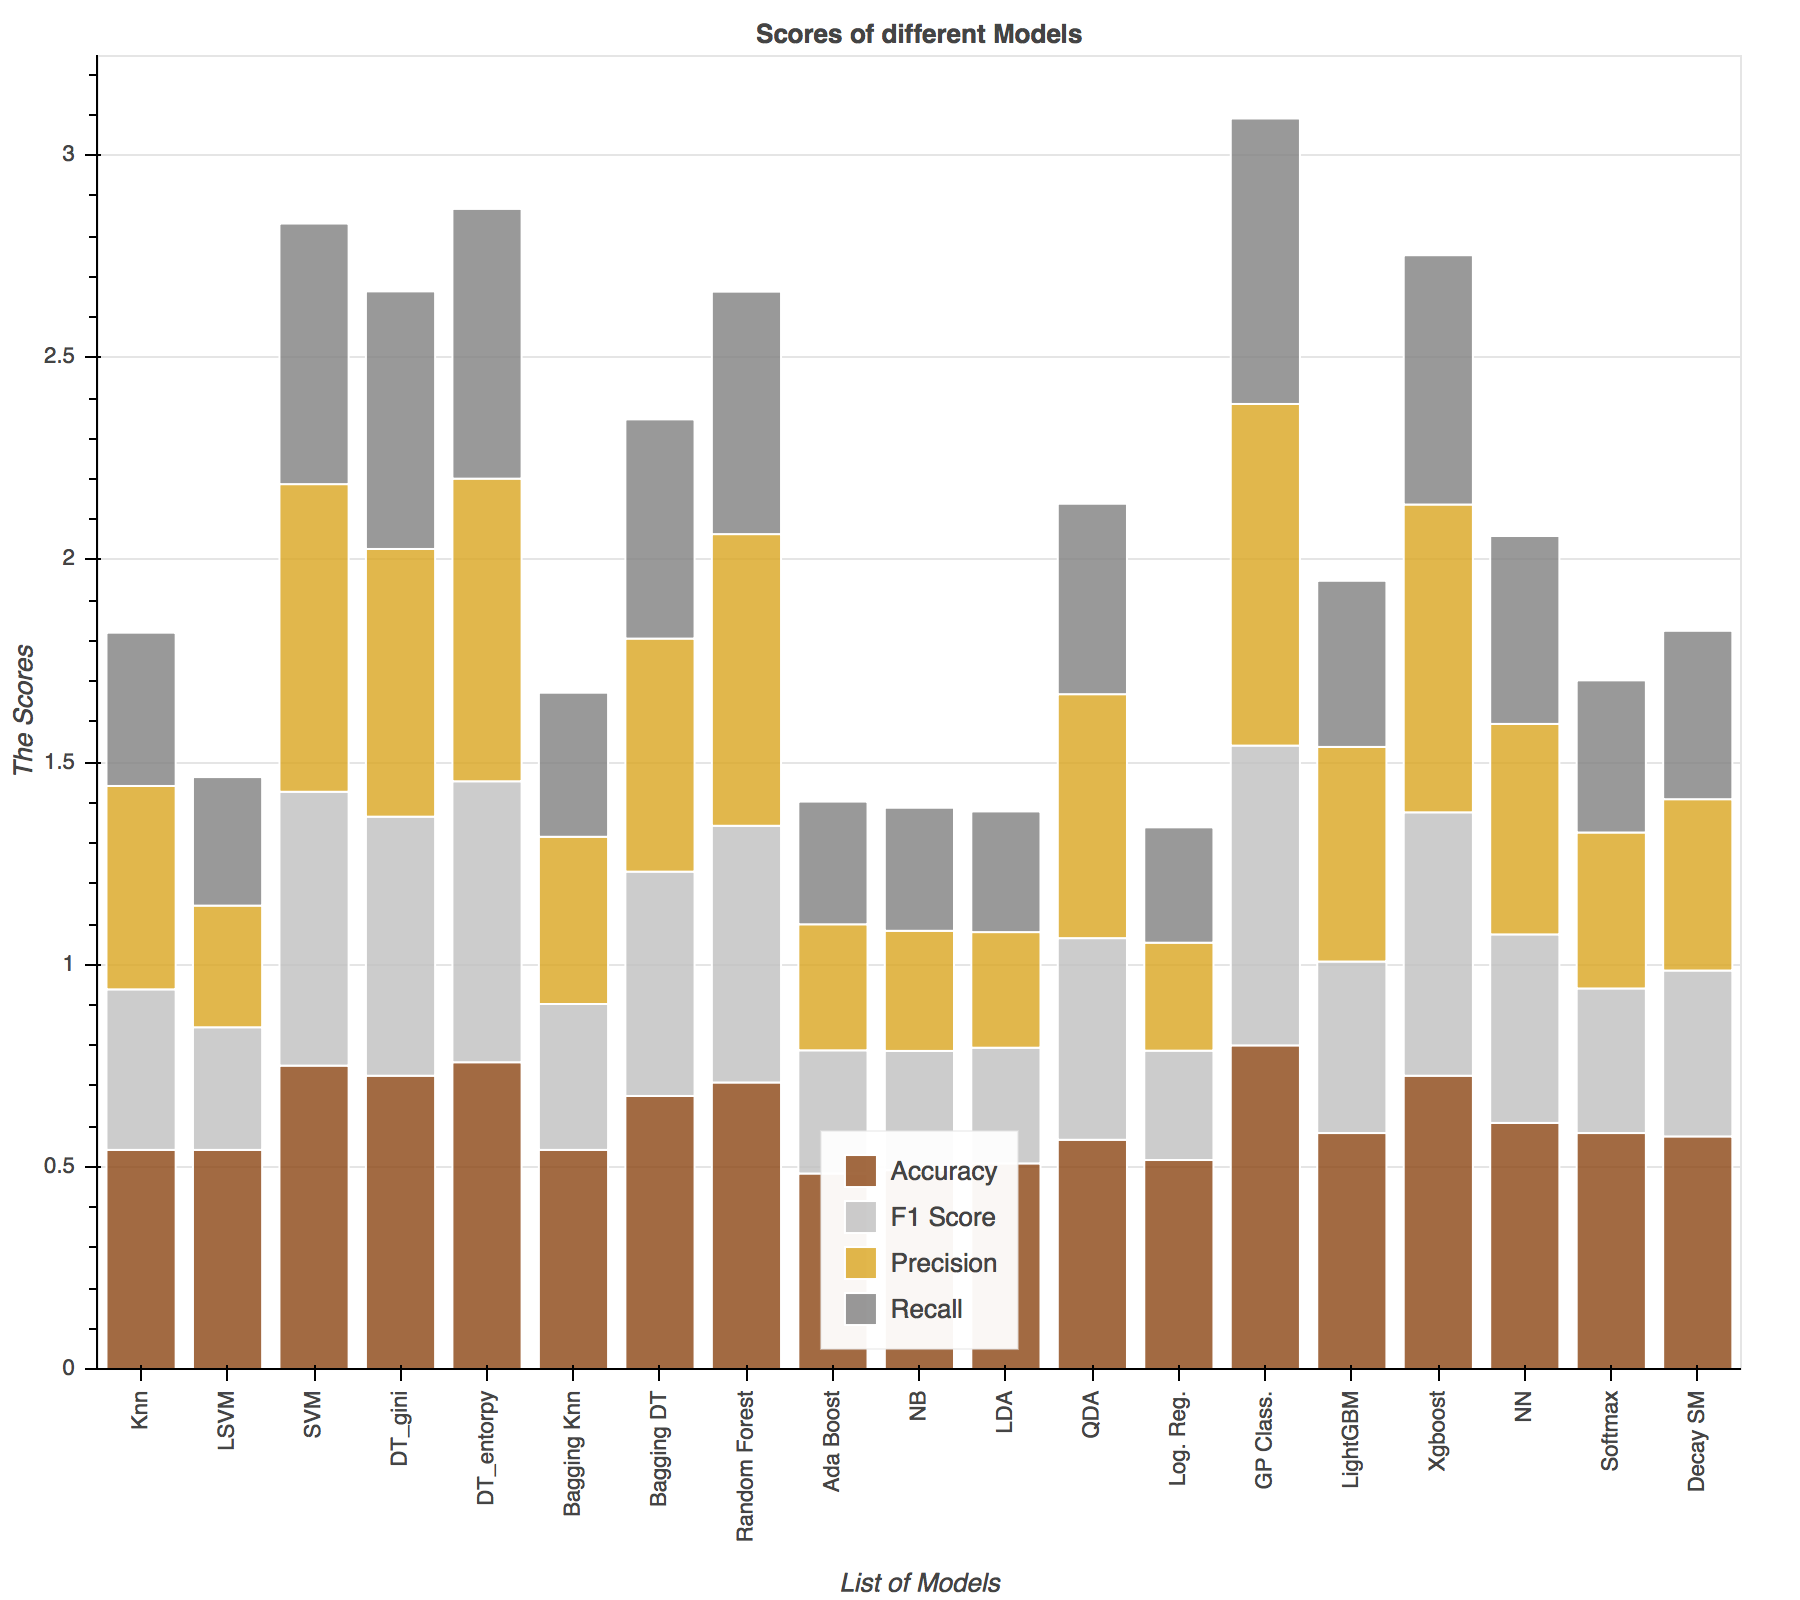 Scores of different Models
The Scores
3
2.5
2
1.5
1
0.5
0
Accuracy
F1 Score
Precision
Recall
Knn
LSVM
SVM
DT_gini
DT_entorpy
Bagging Knn
Bagging DT
Random Forest
Ada Boost
NB
LDA
QDA
Log. Reg.
GP Class.
LightGBM
Xgboost
NN
Softmax
Decay SM
List of Models